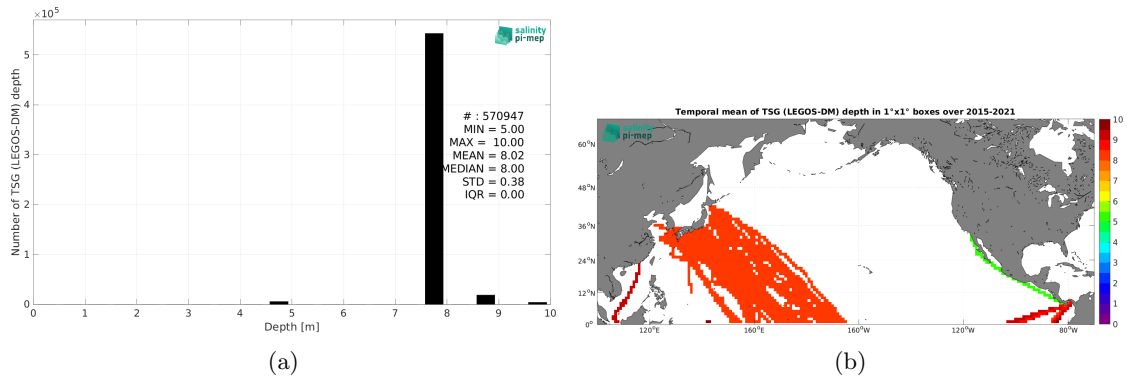 ×10⁵
salinity
pi-mep
5
4
3
2
1
0
Number of TSG (LEGOS-DM) depth
# : 570947
MIN = 5.00
MAX = 10.00
MEAN = 8.02
MEDIAN = 8.00
STD = 0.38
IQR = 0.00
0 1 2 3 4 5 6 7 8 9 10
Depth [m]
(a)
Temporal mean of TSG (LEGOS-DM) depth in 1°x1° boxes over 2015-2021
salinity
pi-mep
60°N
48°N
36°N
24°N
12°N
0°
120°E 160°E 160°W 120°W 80°W
10
9
8
7
6
5
4
3
2
1
0
(b)